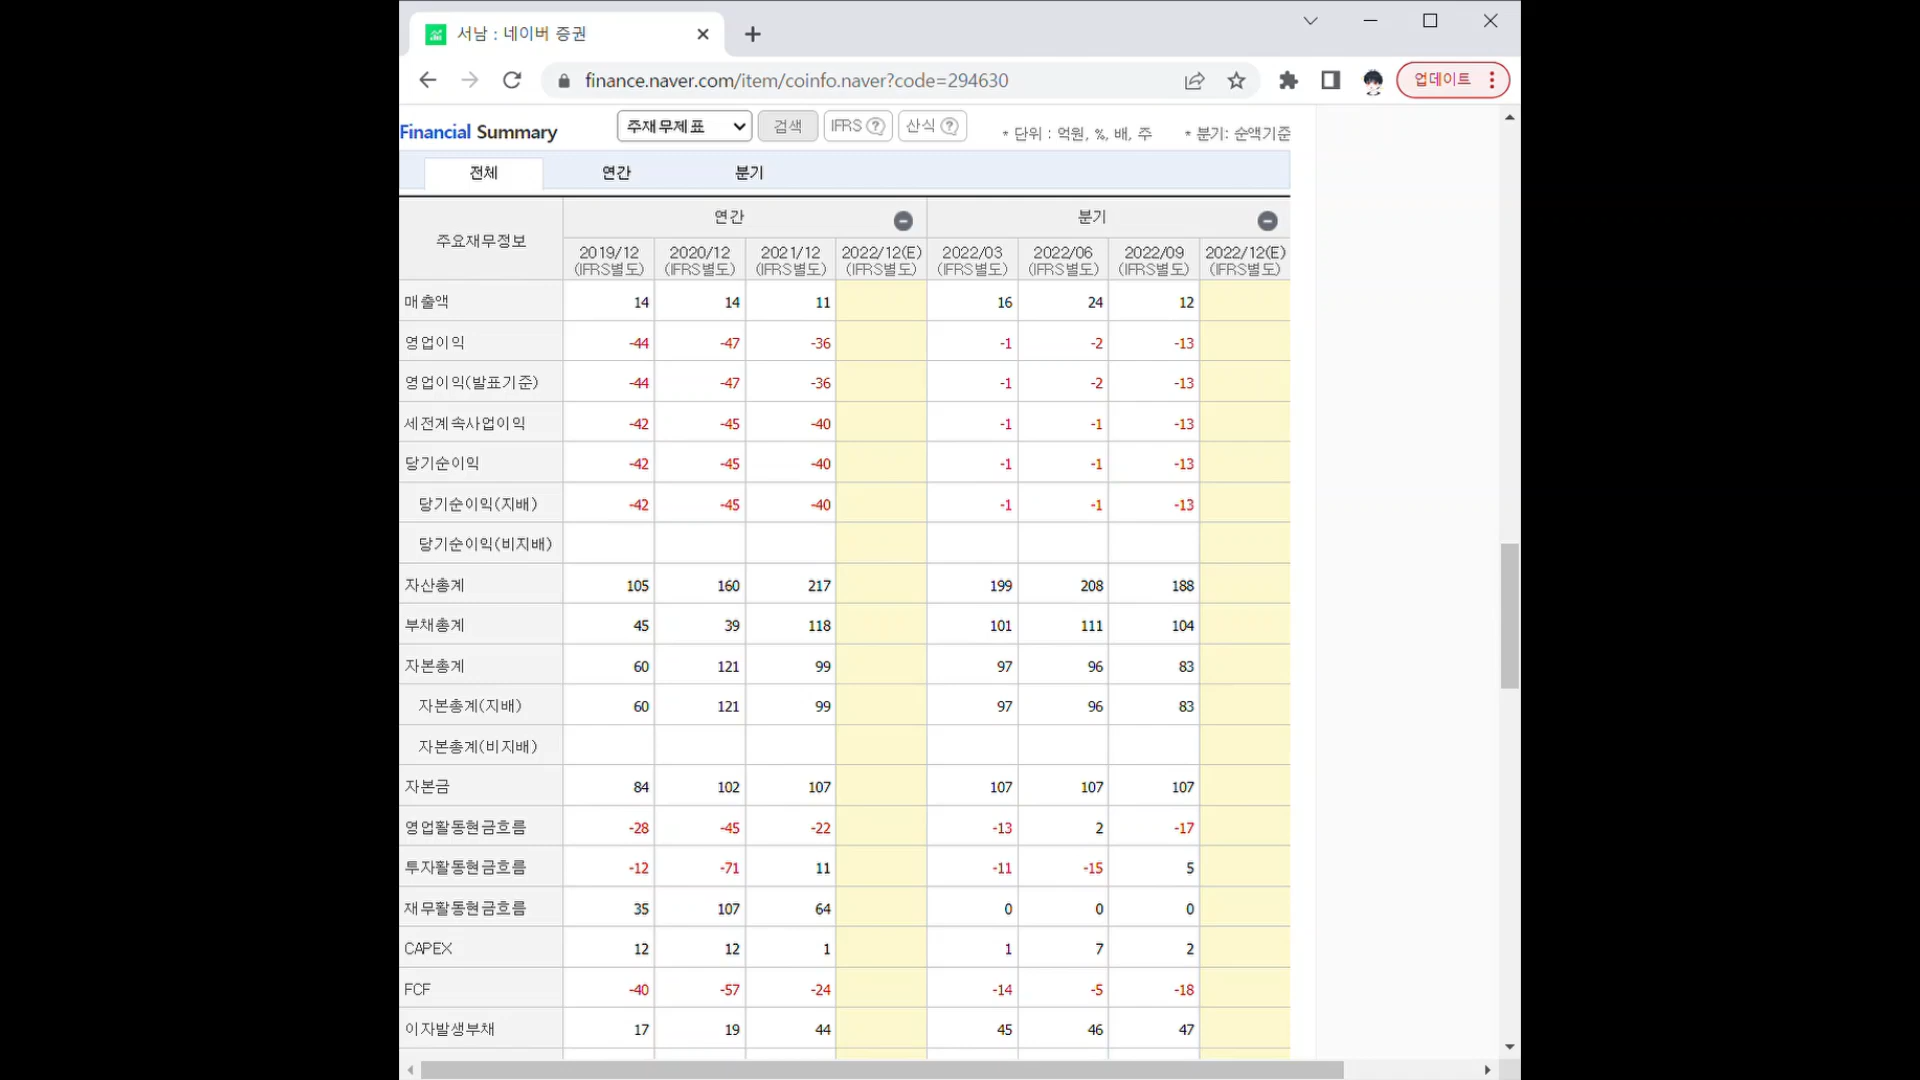 서남 : 네이버 증권
finance.naver.com/item/coinfo.naver?code=294630
업데이트
Financial Summary 주재무제표 검색 IFRS ? 산식 ? * 단위 : 억원, %, 배, 주 * 분기: 순액기준
전체 연간 분기
주요재무정보 연간 분기
2019/12 2020/12 2021/12 2022/12(E) 2022/03 2022/06 2022/09 2022/12(E)
(IFRS별도) (IFRS별도) (IFRS별도) (IFRS별도) (IFRS별도) (IFRS별도) (IFRS별도) (IFRS별도)
매출액 14 14 11 16 24 12
영업이익 -44 -47 -36 -1 -2 -13
영업이익(발표기준) -44 -47 -36 -1 -2 -13
세전계속사업이익 -42 -45 -40 -1 -1 -13
당기순이익 -42 -45 -40 -1 -1 -13
당기순이익(지배) -42 -45 -40 -1 -1 -13
당기순이익(비지배)
자산총계 105 160 217 199 208 188
부채총계 45 39 118 101 111 104
자본총계 60 121 99 97 96 83
자본총계(지배) 60 121 99 97 96 83
자본총계(비지배)
자본금 84 102 107 107 107 107
영업활동현금흐름 -28 -45 -22 -13 2 -17
투자활동현금흐름 -12 -71 11 -11 -15 5
재무활동현금흐름 35 107 64 0 0 0
CAPEX 12 12 1 1 7 2
FCF -40 -57 -24 -14 -5 -18
이자발생부채 17 19 44 45 46 47